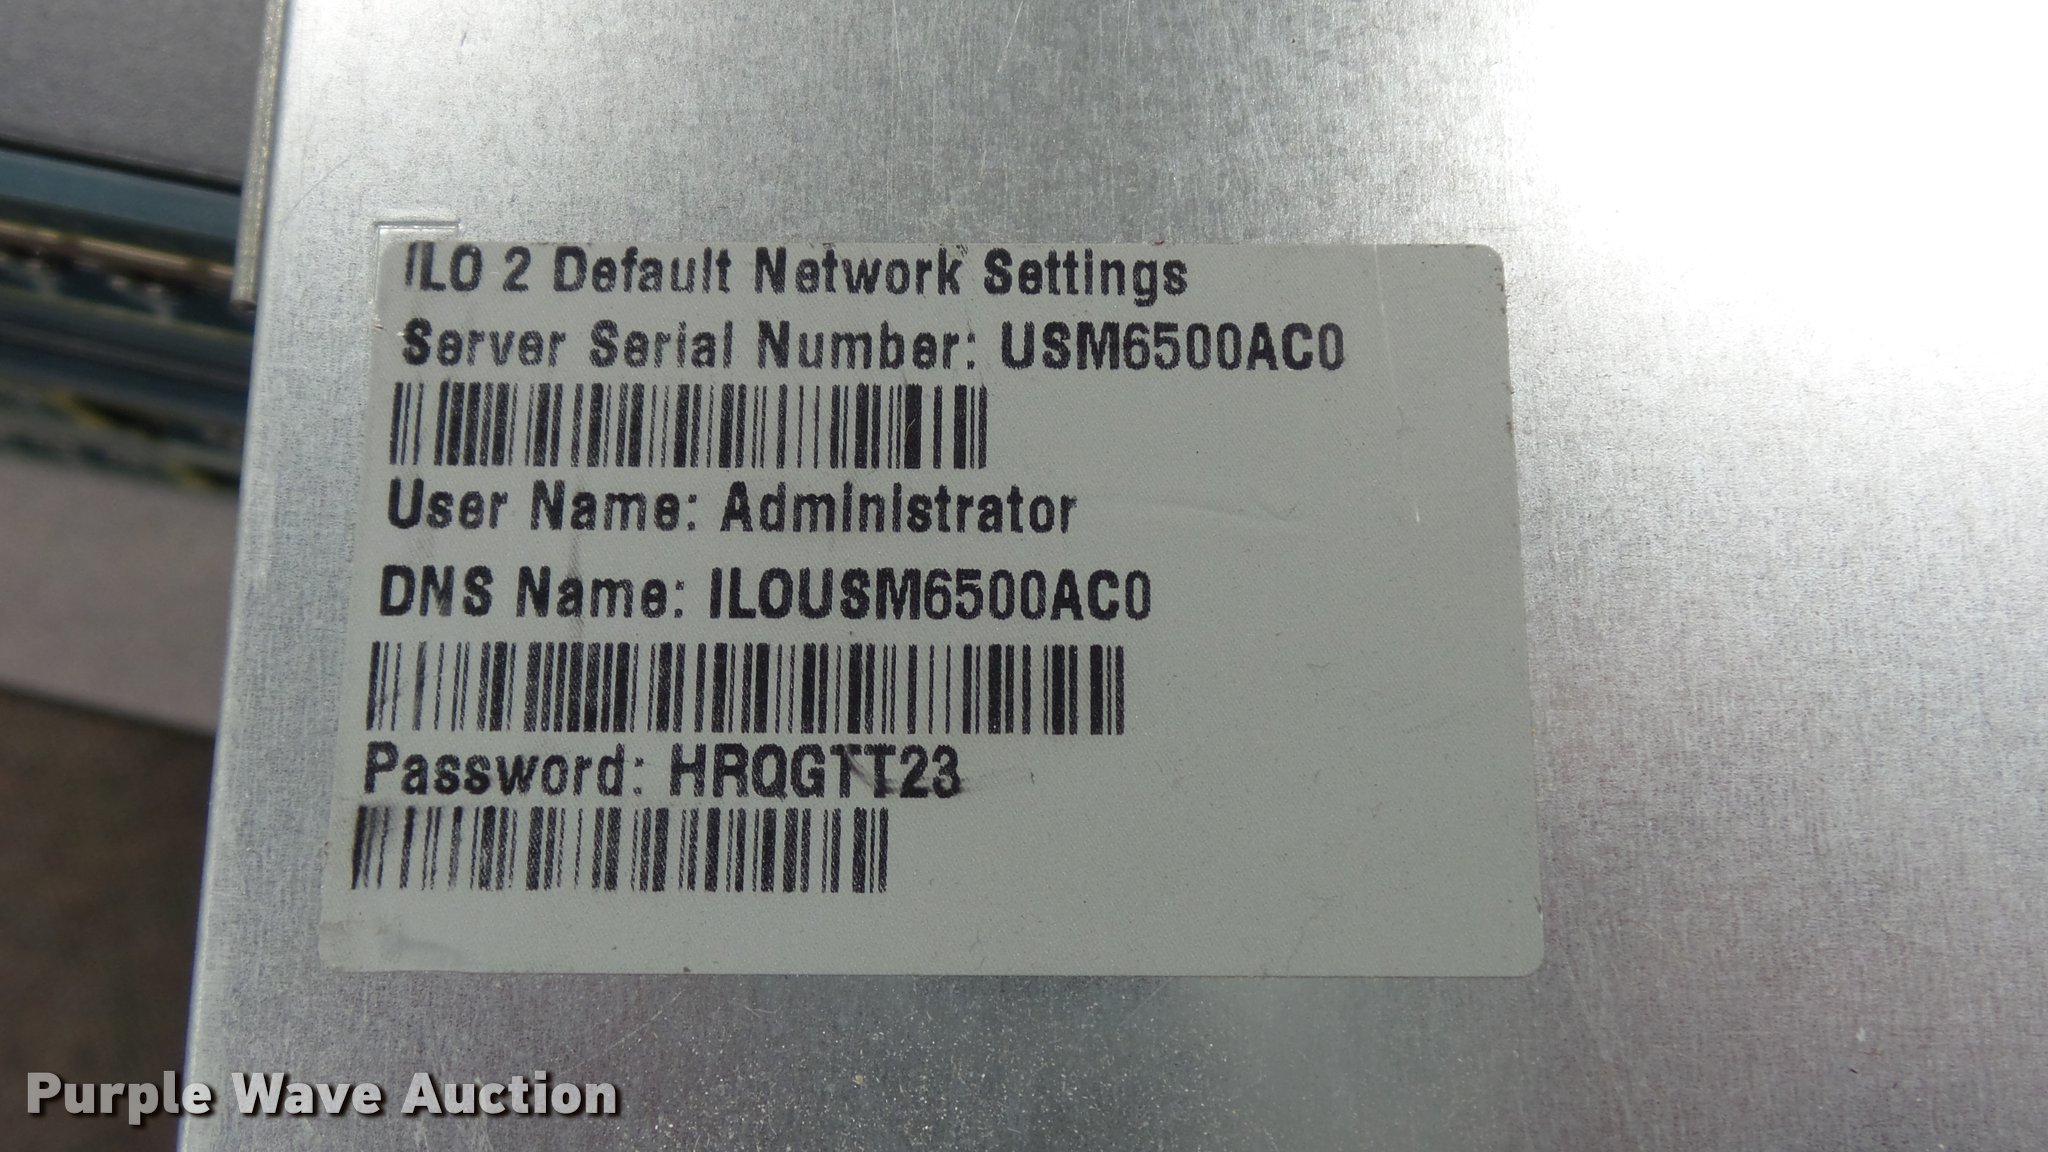 iLO 2 Default Network Settings
Server Serial Number: USM6500AC0
User Name: Administrator
DNS Name: ILOUSM6500AC0
Password: HRQGTT23
Purple Wave Auction